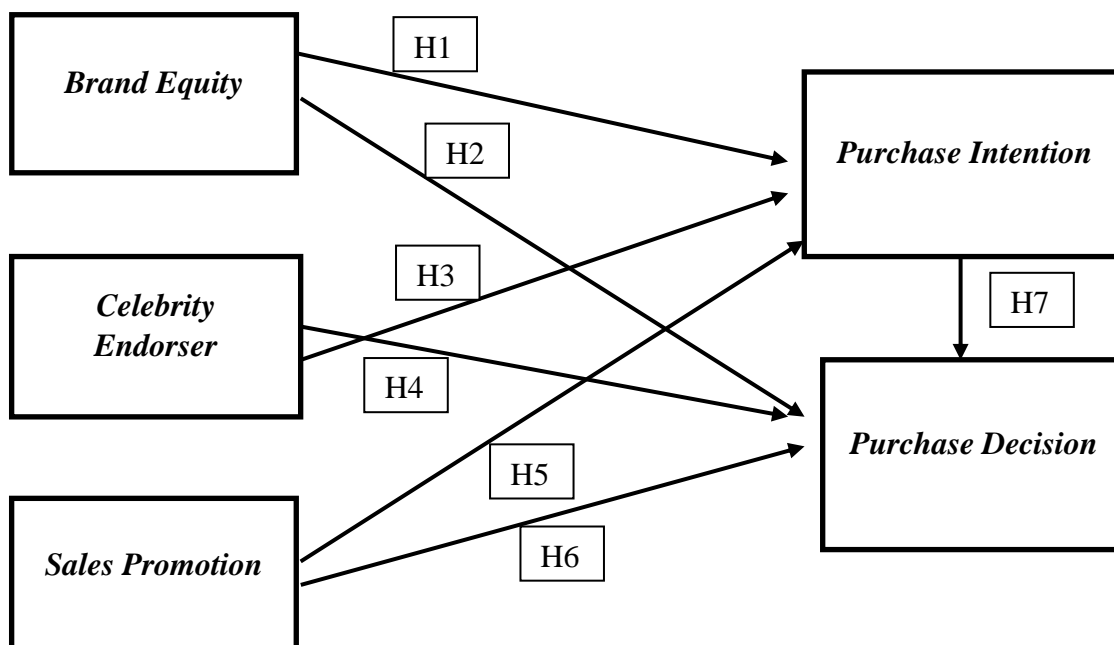 H1
Brand Equity
H2
Purchase Intention
H3
Celebrity
Endorser
H7
H4
Purchase Decision
H5
H6
Sales Promotion